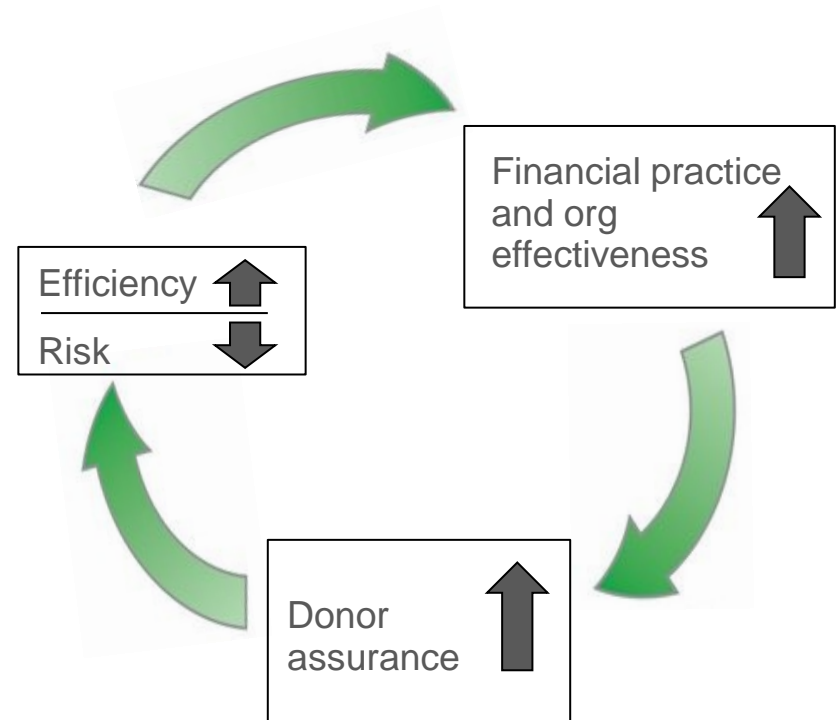 Financial practice
and org
effectiveness
Efficiency
Risk
Donor
assurance